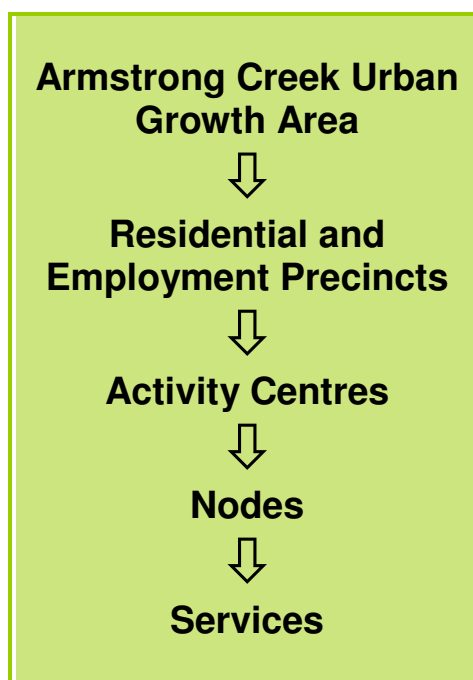 Armstrong Creek Urban
Growth Area
Residential and
Employment Precincts
Activity Centres
Nodes
Services